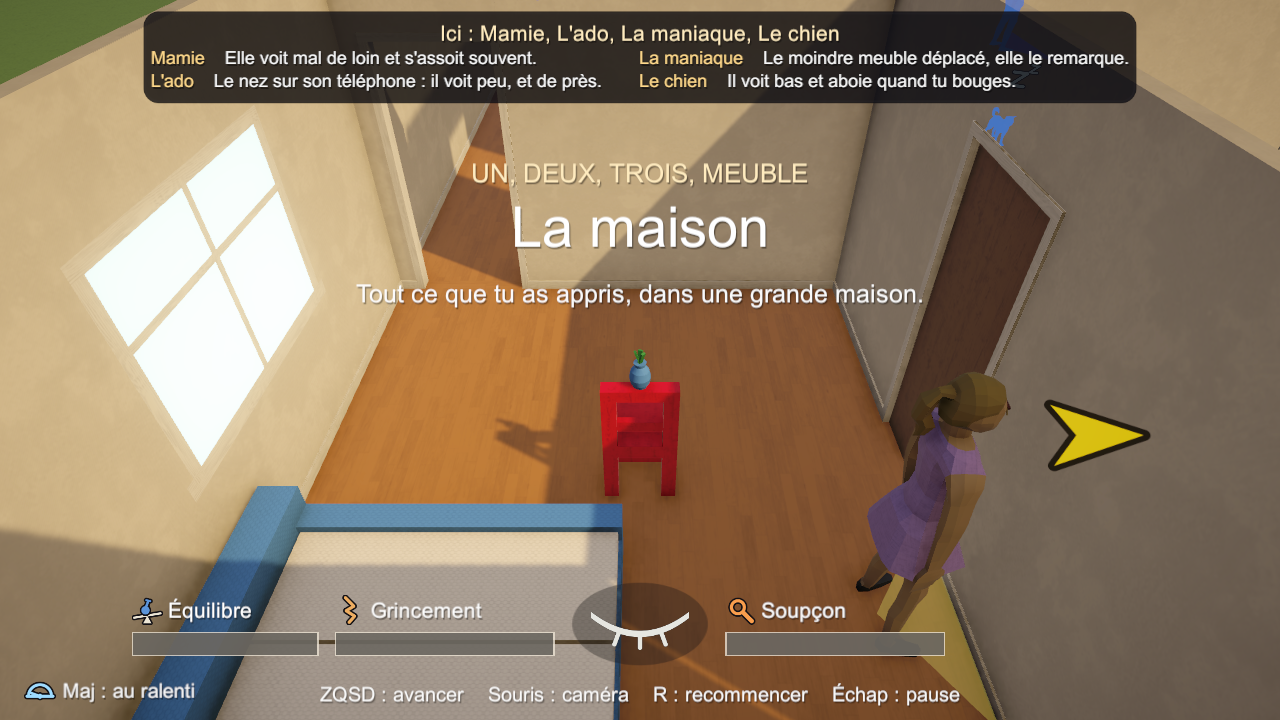 Ici : Mamie, L'ado, La maniaque, Le chien
Mamie Elle voit mal de loin et s'assoit souvent.
La maniaque Le moindre meuble déplacé, elle le remarque.
L'ado Le nez sur son téléphone : il voit peu, et de près.
Le chien Il voit bas et aboie quand tu bouges.
UN, DEUX, TROIS, MEUBLE
La maison
Tout ce que tu as appris, dans une grande maison.
Équilibre
Grincement
Soupçon
Maj : au ralenti
ZQSD : avancer
Souris : caméra
R : recommencer
Échap : pause